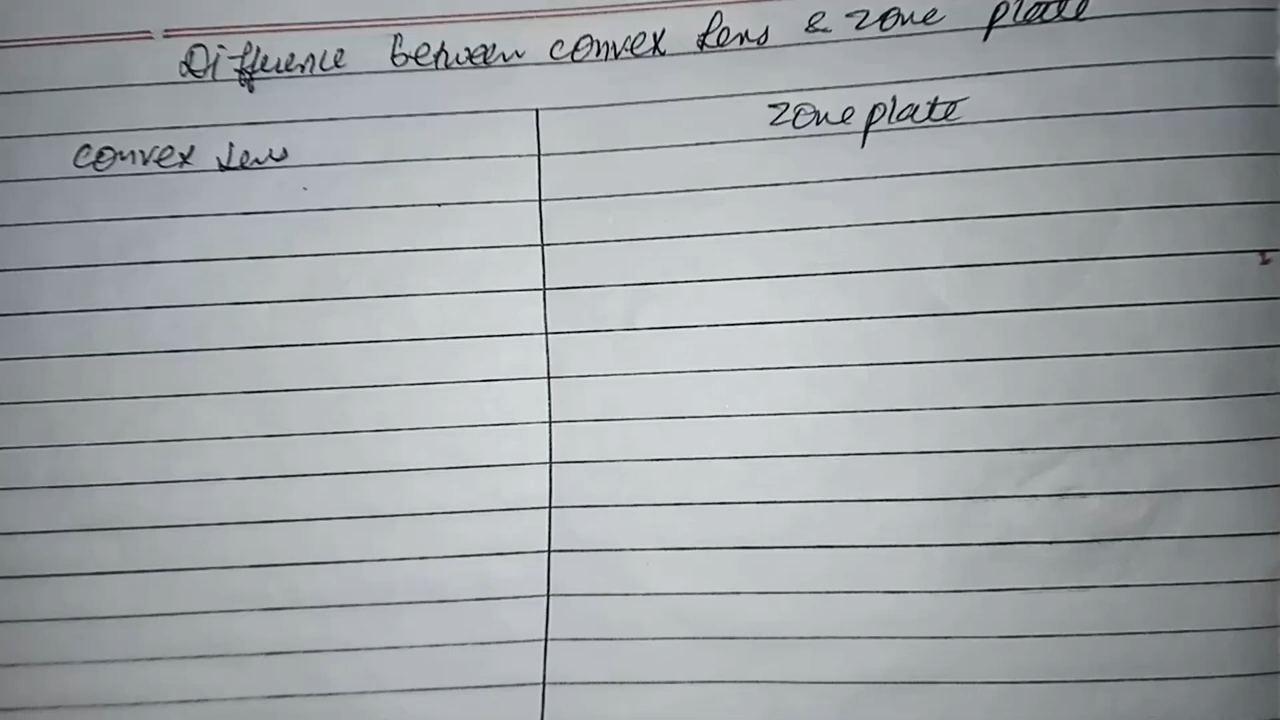 Difference between convex lens & zone plate
zone plate
convex lens